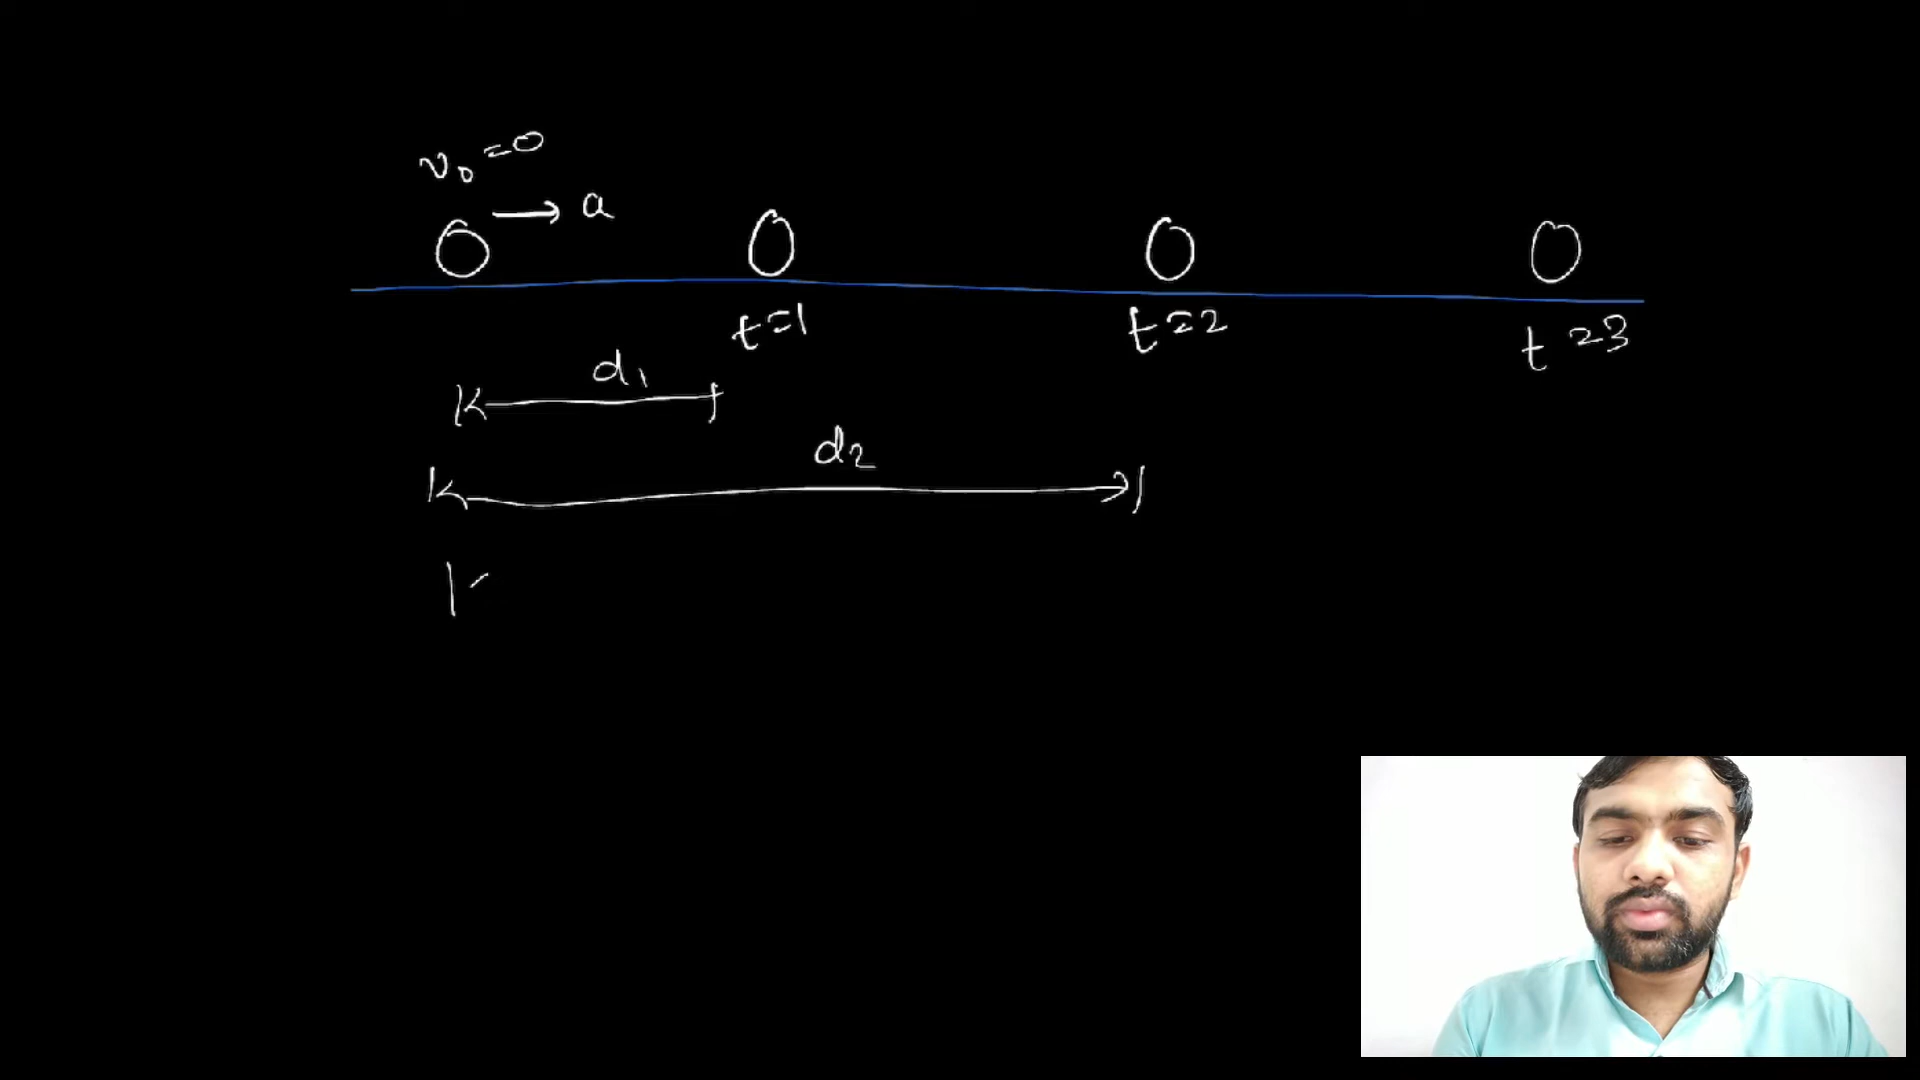 v₀ = 0
a
t = 1
t = 2
t = 3
d₁
d₂